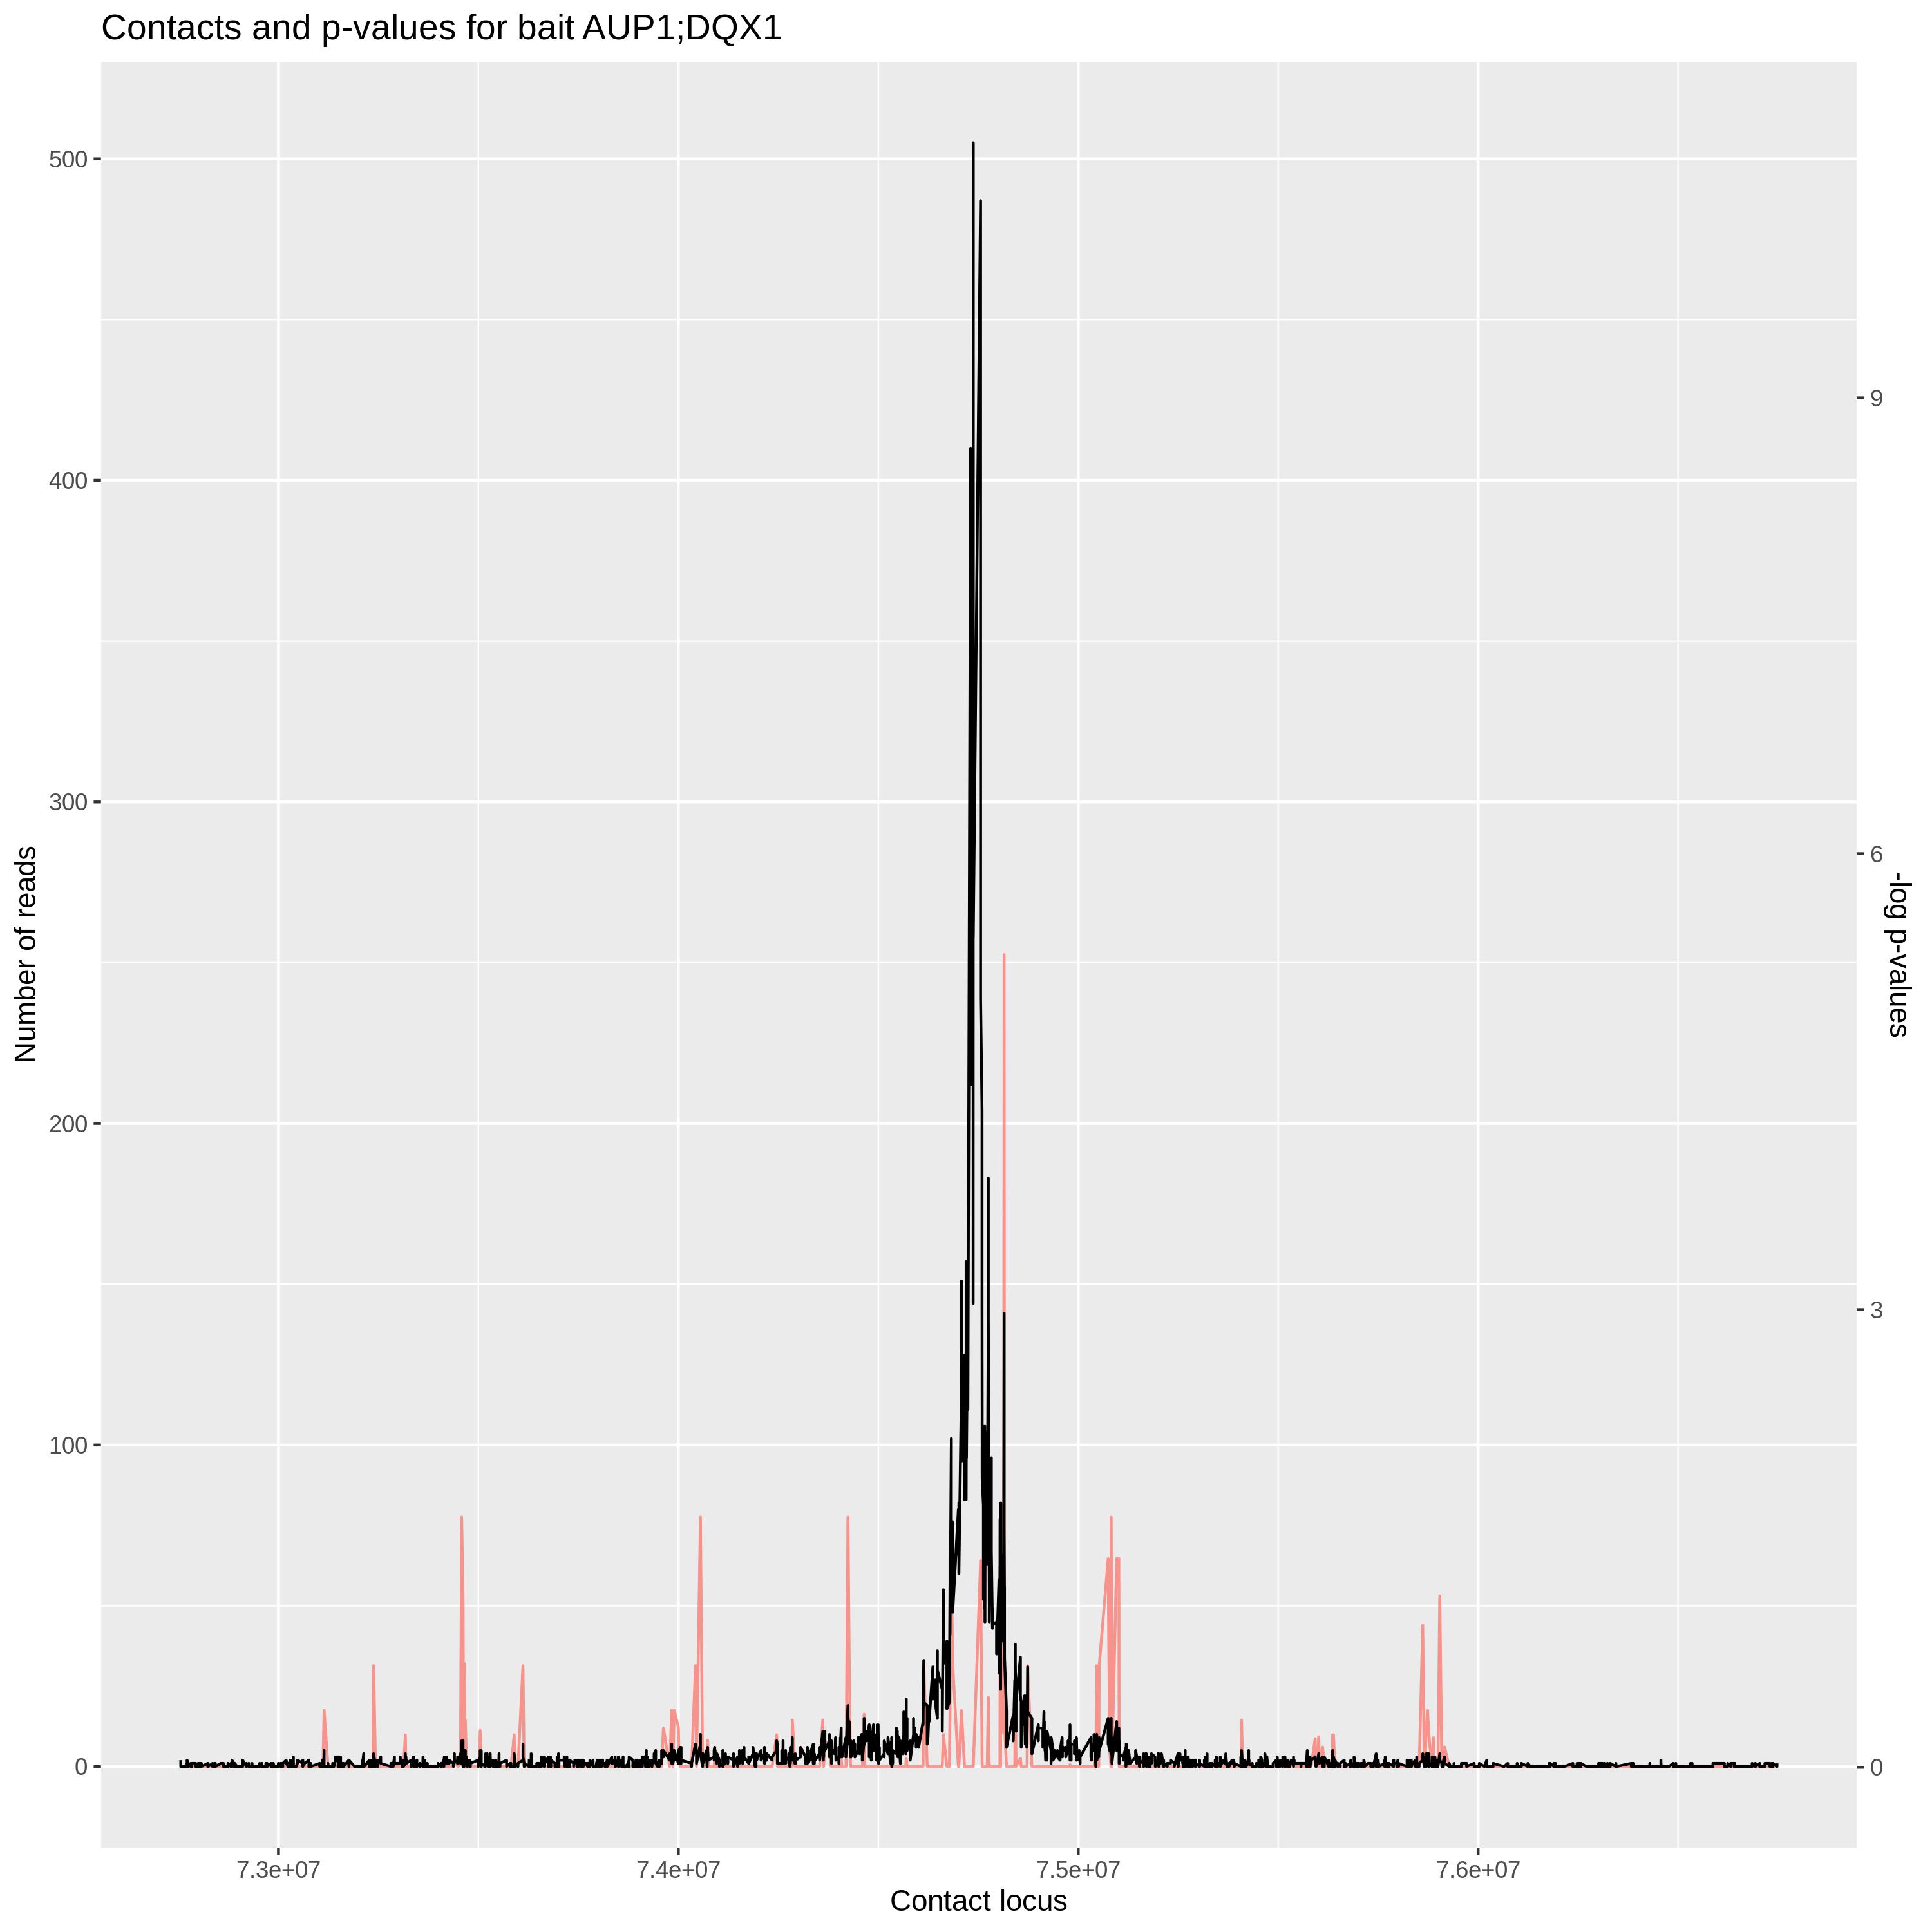 Contacts and p-values for bait AUP1;DQX1
500
400
300
200
100
0
Number of reads
9
6
3
0
-log p-values
7.3e+07
7.4e+07
7.5e+07
7.6e+07
Contact locus